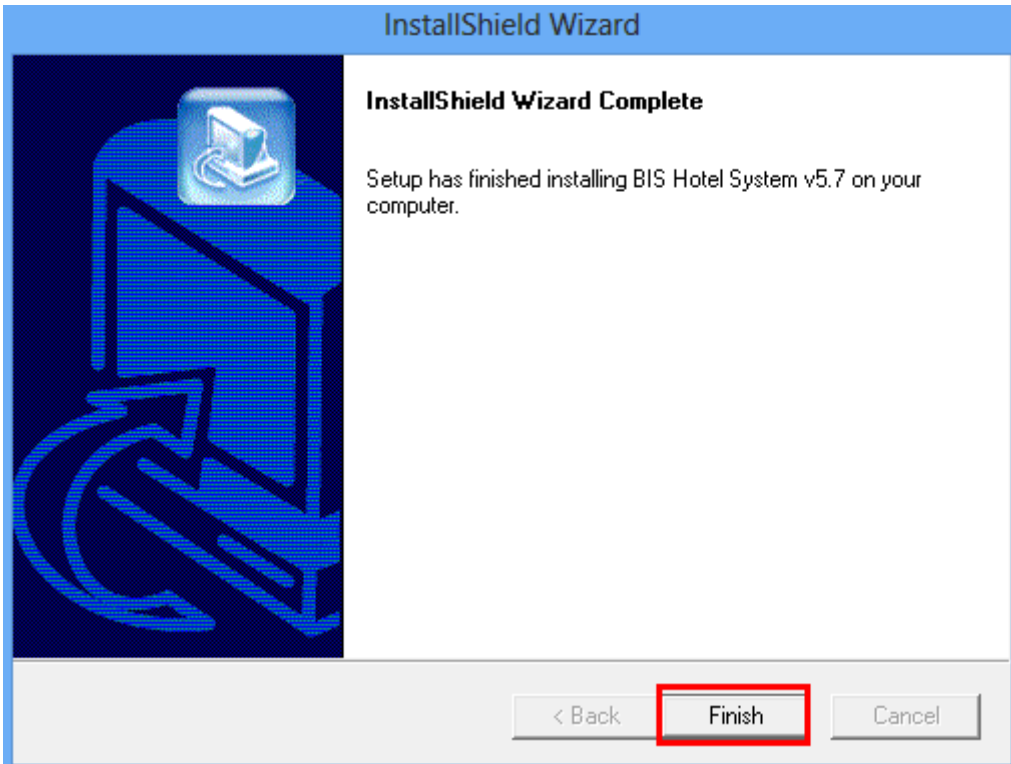 InstallShield Wizard
InstallShield Wizard Complete
Setup has finished installing BIS Hotel System v5.7 on your
computer.
< Back
Finish
Cancel